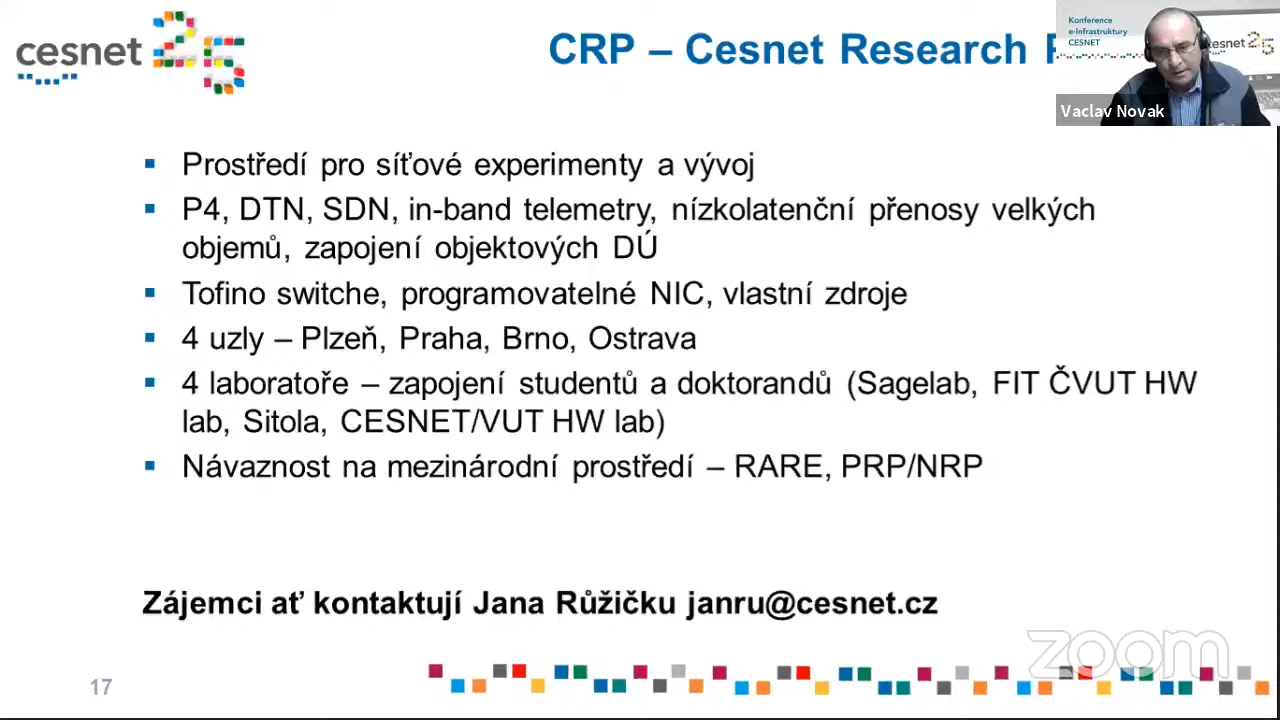 cesnet 25
CRP – Cesnet Research
Konference
e-infrastruktury
CESNET
cesnet 25
Vaclav Novak
Prostředí pro síťové experimenty a vývoj
P4, DTN, SDN, in-band telemetry, nízkolatenční přenosy velkých
objemů, zapojení objektových DÚ
Tofino switche, programovatelné NIC, vlastní zdroje
4 uzly – Plzeň, Praha, Brno, Ostrava
4 laboratoře – zapojení studentů a doktorandů (Sagelab, FIT ČVUT HW
lab, Sitola, CESNET/VUT HW lab)
Návaznost na mezinárodní prostředí – RARE, PRP/NRP
Zájemci ať kontaktují Jana Růžičku janru@cesnet.cz
zoom
17